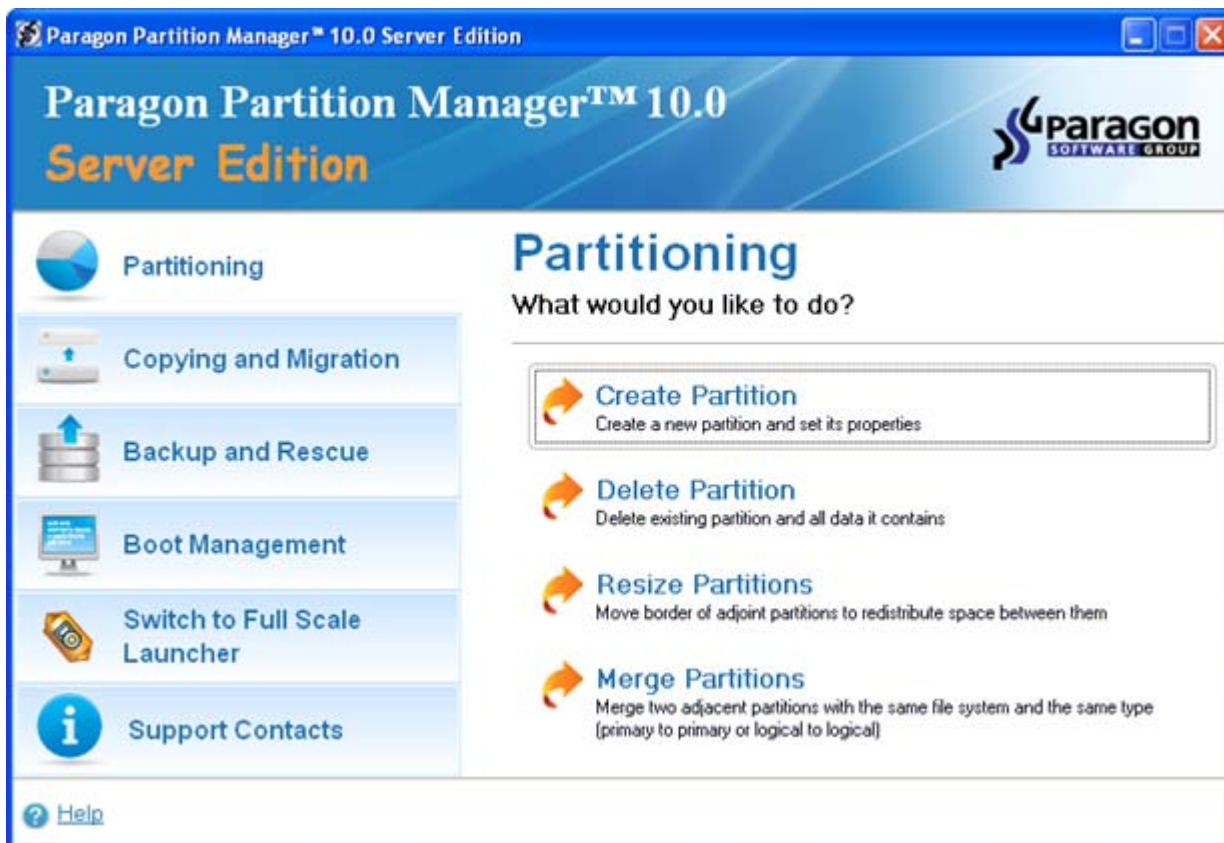 Paragon Partition Manager™ 10.0 Server Edition
Paragon Partition Manager™ 10.0
Server Edition
Paragon
SOFTWARE GROUP
Partitioning
Copying and Migration
Backup and Rescue
Boot Management
Switch to Full Scale
Launcher
Support Contacts
Partitioning
What would you like to do?
Create Partition
Create a new partition and set its properties
Delete Partition
Delete existing partition and all data it contains
Resize Partitions
Move border of adjoint partitions to redistribute space between them
Merge Partitions
Merge two adjacent partitions with the same file system and the same type
(primary to primary or logical to logical)
Help